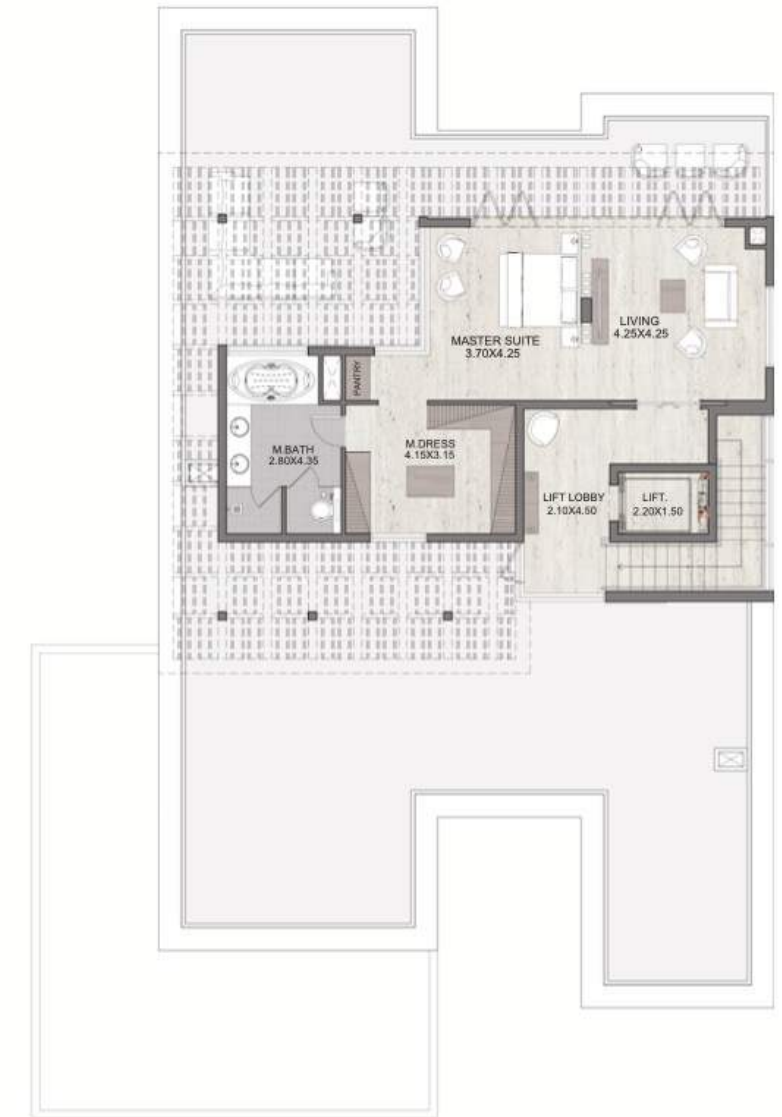 LIVING
4.25X4.25
MASTER SUITE
3.70X4.25
PANTRY
M.BATH
2.80X4.35
M.DRESS
4.15X3.15
LIFT LOBBY
2.10X4.50
LIFT.
2.20X1.50